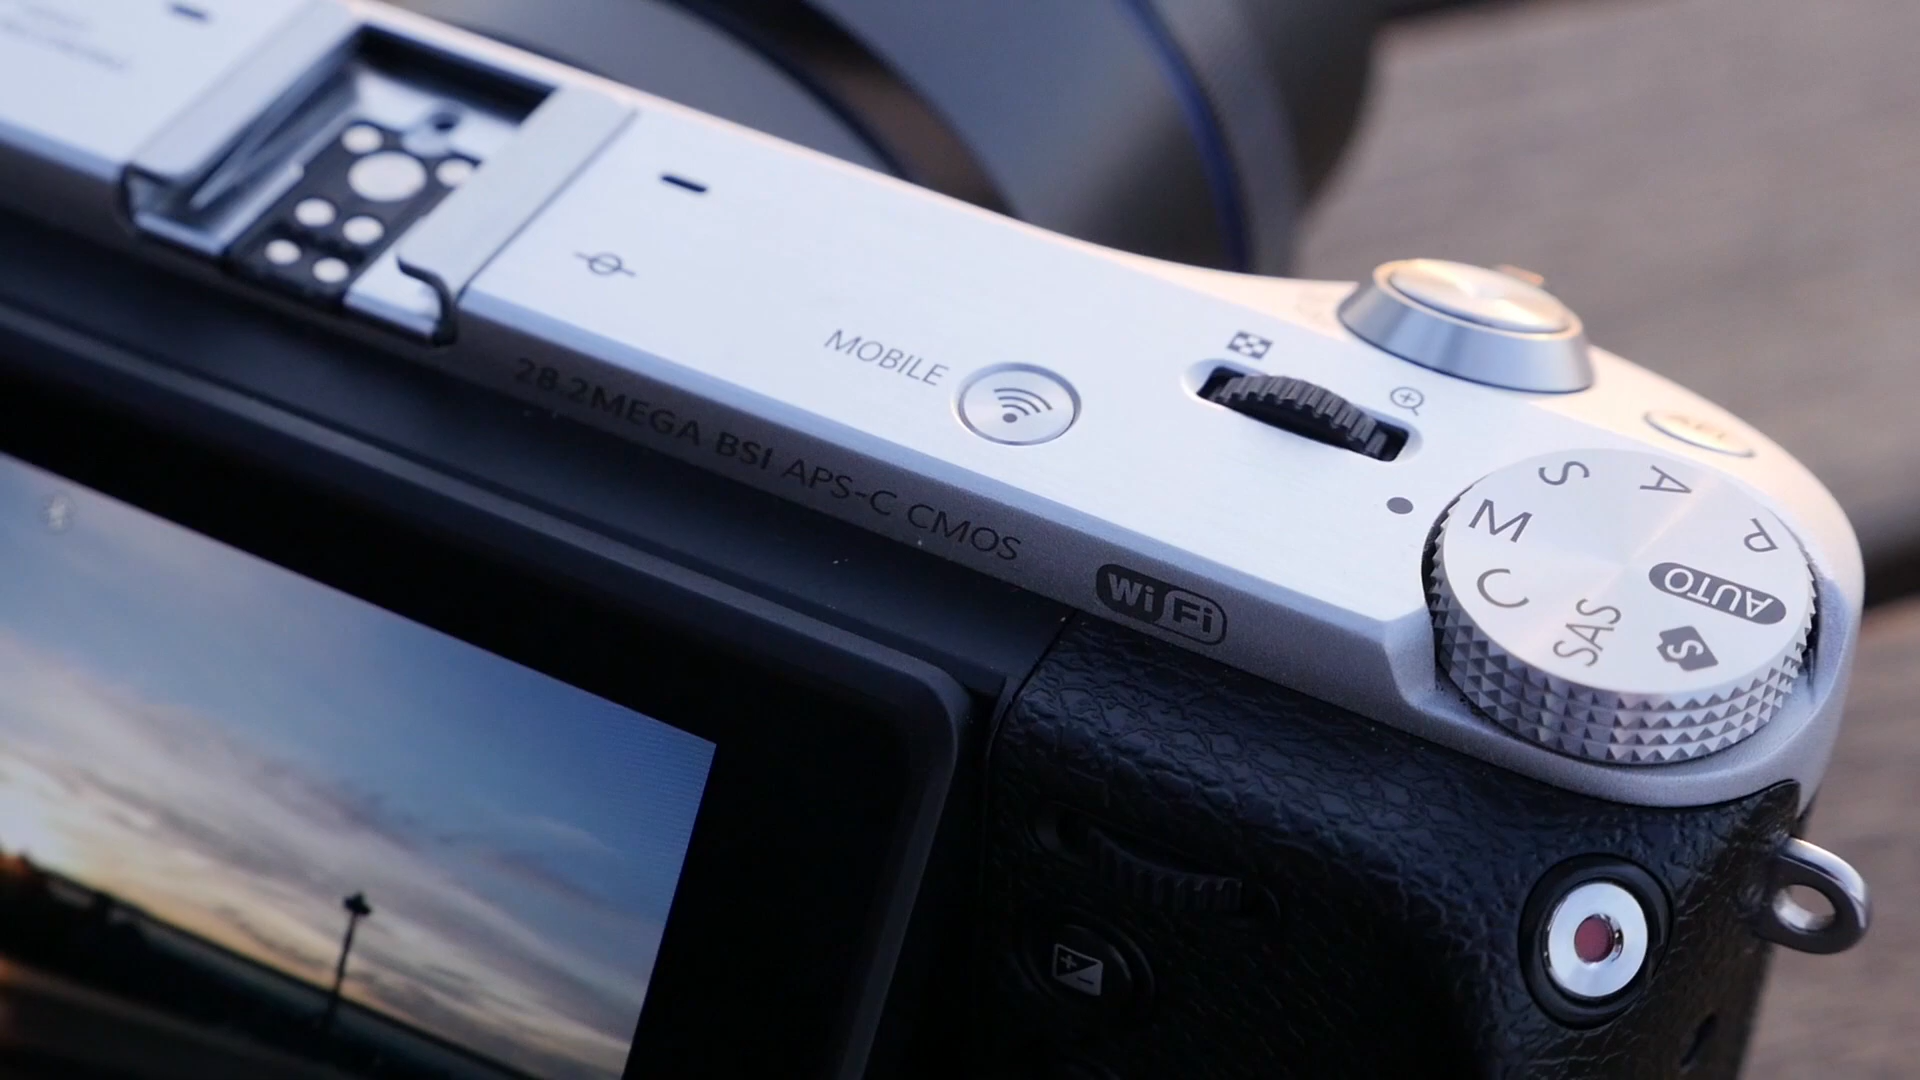 MOBILE
28.2MEGA BSI APS-C CMOS
Wi Fi
S
A
M
P
C
AUTO
SAS
S